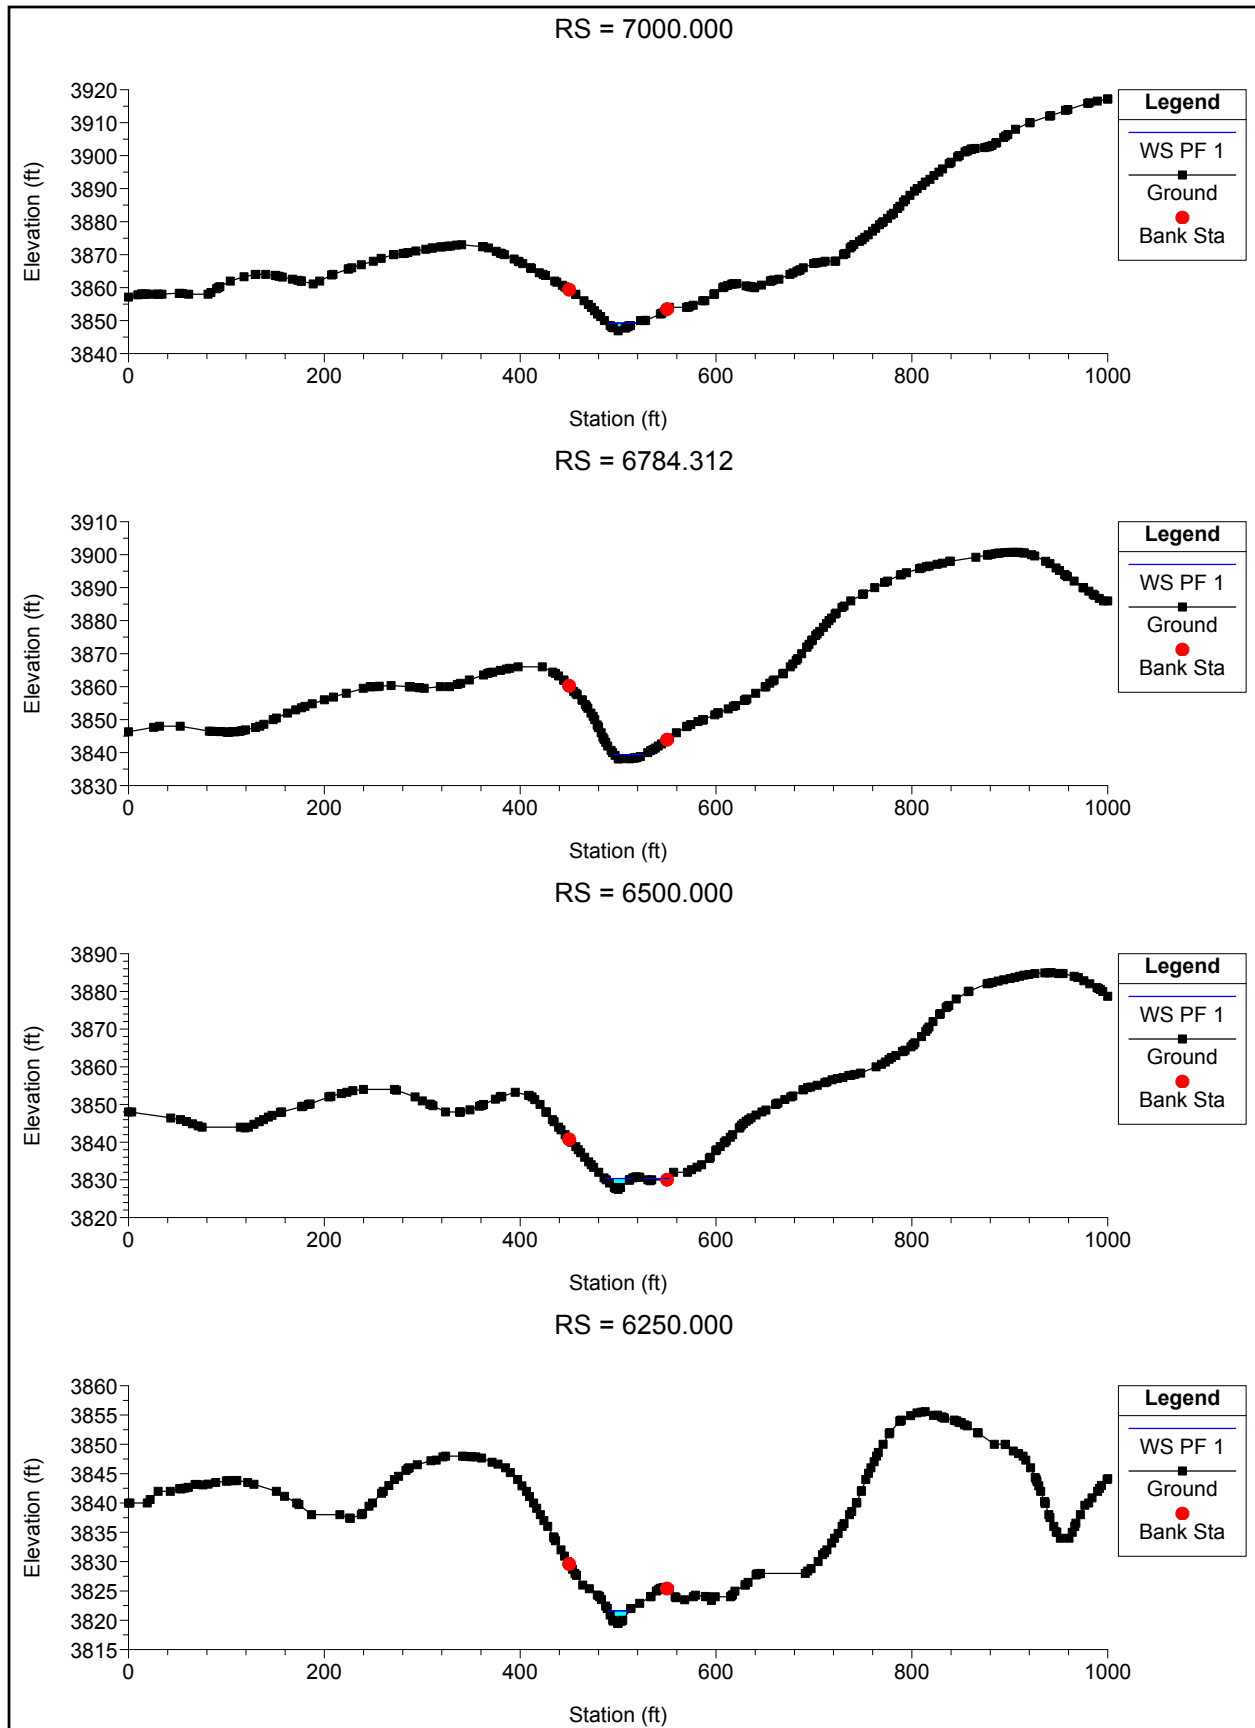 RS = 7000.000
Elevation (ft)
3920
3910
3900
3890
3880
3870
3860
3850
3840
0 200 400 600 800 1000
Station (ft)
Legend
WS PF 1
Ground
Bank Sta
RS = 6784.312
Elevation (ft)
3910
3900
3890
3880
3870
3860
3850
3840
3830
0 200 400 600 800 1000
Station (ft)
Legend
WS PF 1
Ground
Bank Sta
RS = 6500.000
Elevation (ft)
3890
3880
3870
3860
3850
3840
3830
3820
0 200 400 600 800 1000
Station (ft)
Legend
WS PF 1
Ground
Bank Sta
RS = 6250.000
Elevation (ft)
3860
3855
3850
3845
3840
3835
3830
3825
3820
3815
0 200 400 600 800 1000
Station (ft)
Legend
WS PF 1
Ground
Bank Sta